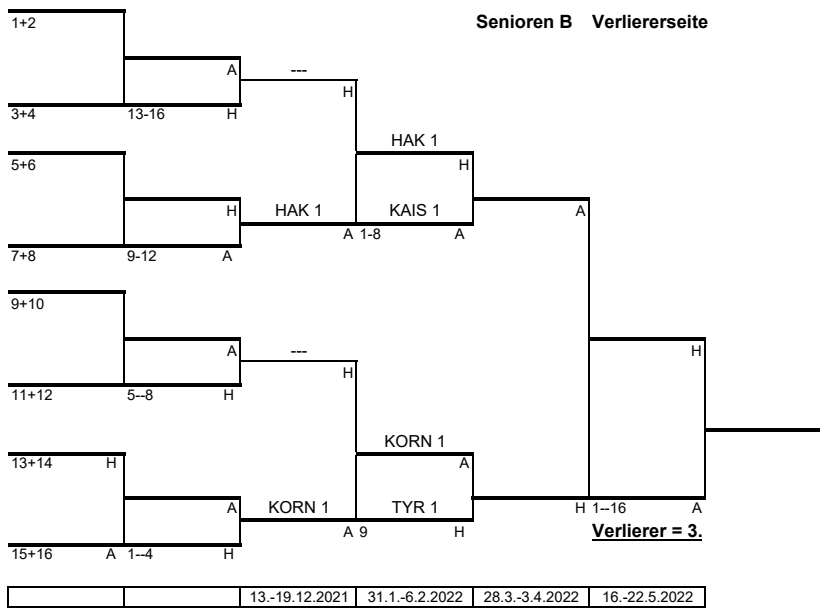 Senioren B Verliererseite
1+2
A ---
H
3+4 13-16 H
HAK 1
5+6 H
H HAK 1 KAIS 1 A
A 1-8 A
7+8 9-12 A
9+10
A --- H
H
11+12 5--8 H
KORN 1
13+14 H A
A KORN 1 TYR 1
A 9 H H 1--16 A
15+16 A 1--4 H Verlierer = 3.
13.-19.12.2021 31.1.-6.2.2022 28.3.-3.4.2022 16.-22.5.2022